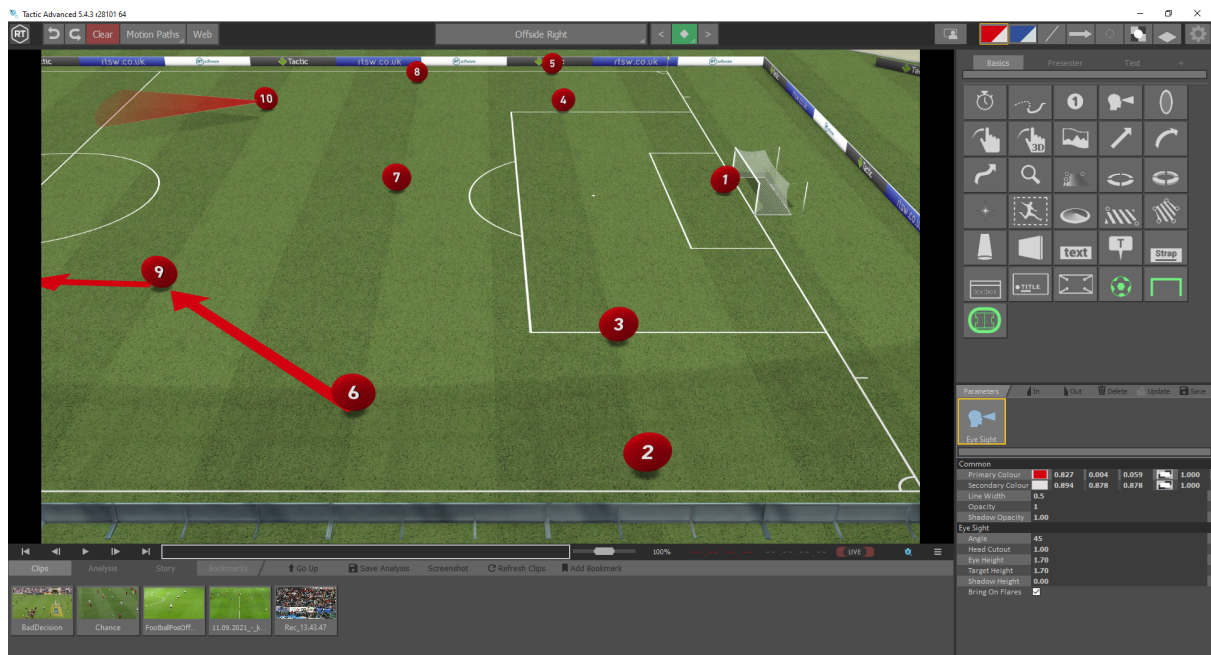 Tactic Advanced 5.4.3 r28101 64
RT Clear Motion Paths Web Offside Right < >
Basics Presenter Text +
tic rtsw.co.uk Tactic rtsw.co.uk rtsw.co.uk
8
5
10
4
1
7
1
3D
9
text T Strap
TITLE
3
6
2
Parameters In Out Delete Update Save
Eye Sight
Common
Primary Colour 0.827 0.004 0.059 1.000
Secondary Colour 0.894 0.878 0.878 1.000
Line Width 0.5
Opacity 1
Shadow Opacity 1.00
Eye Sight
Angle 45
Head Cutout 1.00
Eye Height 1.70
Target Height 1.70
Shadow Height 0.00
Bring On Flares
100% LIVE
Clips Analysis Story Bookmarks Go Up Save Analysis Screenshot Refresh Clips Add Bookmark
BadDecision Chance FootballPosOff... 11.09.2021_-_k... Rec_13.43.47